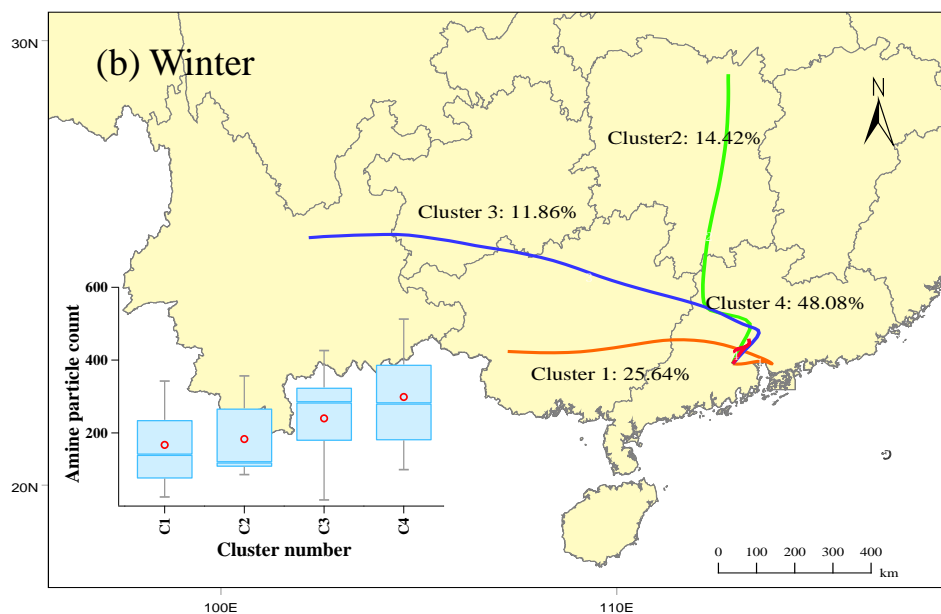 30N
(b) Winter
N
Cluster2: 14.42%
Cluster 3: 11.86%
Cluster 4: 48.08%
Cluster 1: 25.64%
Amine particle count
600
400
200
C1
C2
C3
C4
Cluster number
20N
0 100 200 300 400
km
100E
110E